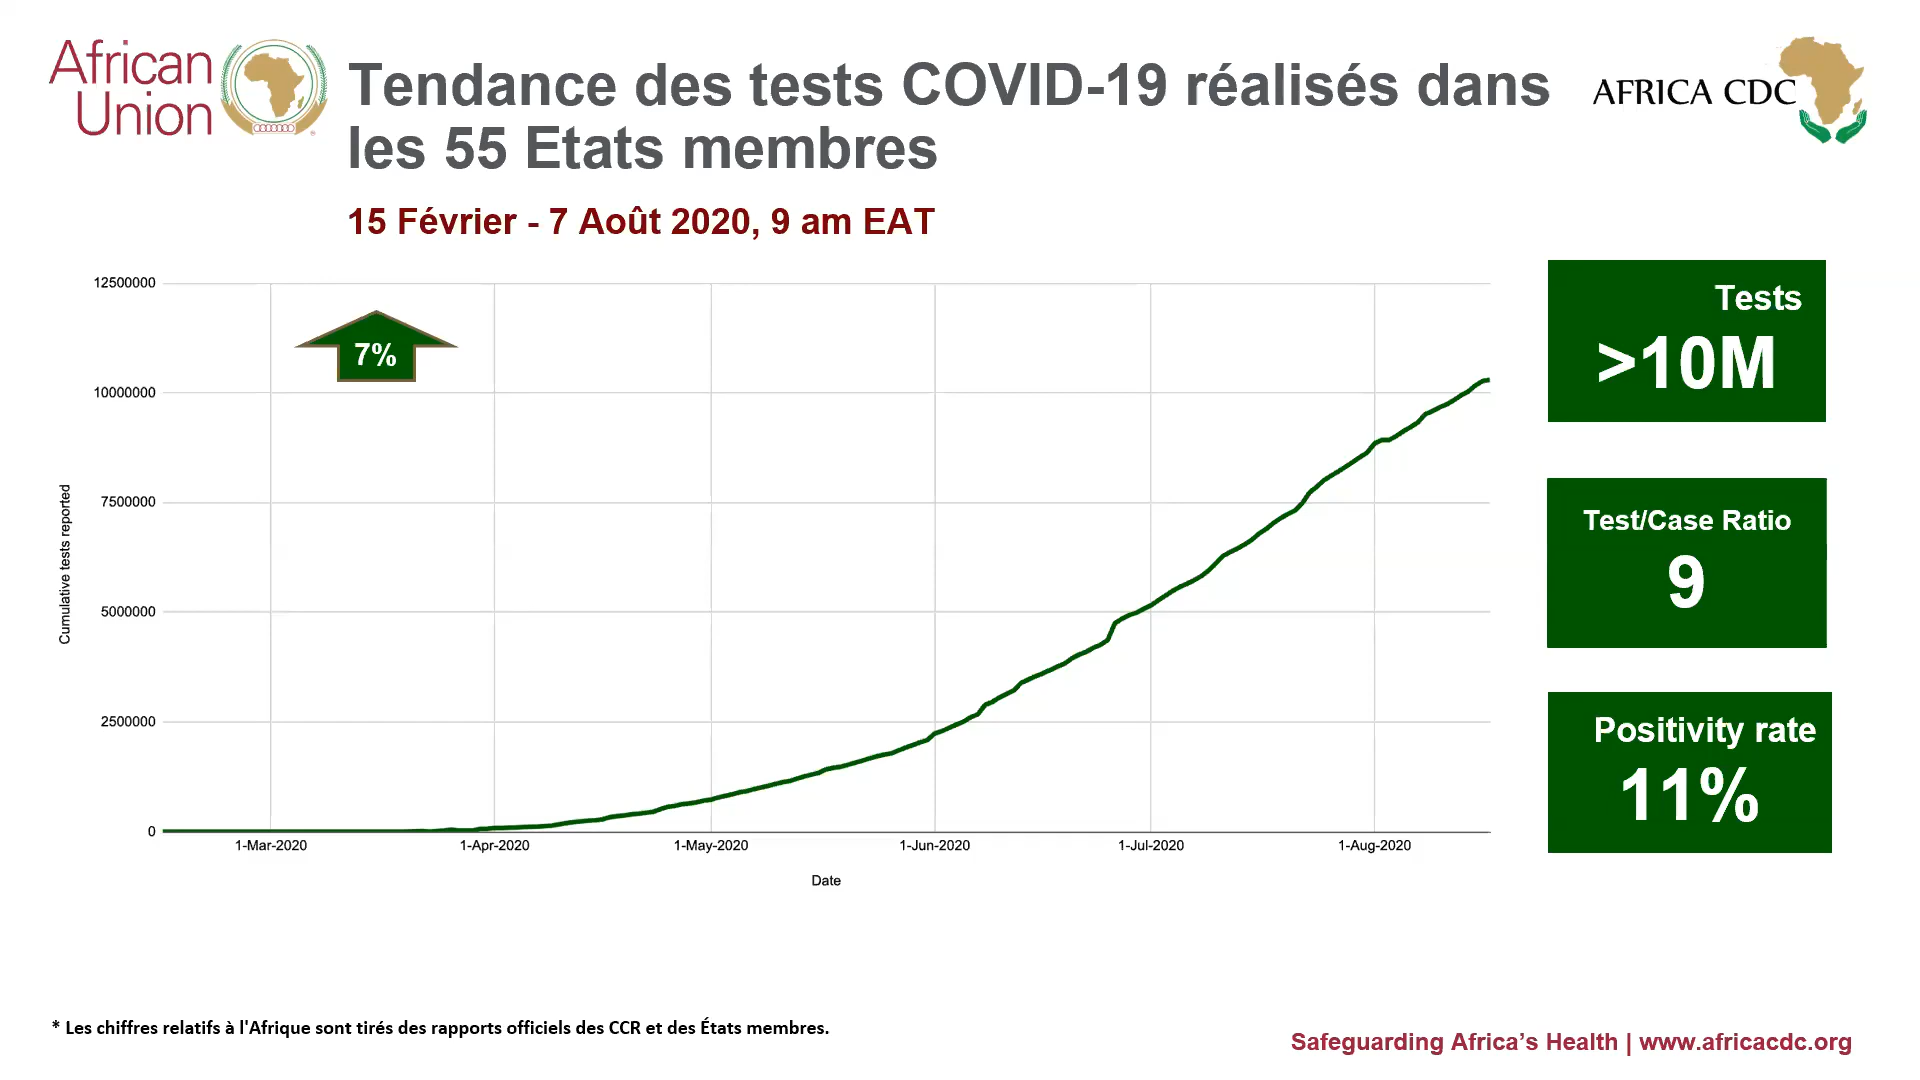 African
Union
Tendance des tests COVID-19 réalisés dans
les 55 Etats membres
AFRICA CDC
15 Février - 7 Août 2020, 9 am EAT
12500000
10000000
7500000
5000000
2500000
0
Cumulative tests reported
7%
1-Mar-2020
1-Apr-2020
1-May-2020
1-Jun-2020
1-Jul-2020
1-Aug-2020
Date
Tests
>10M
Test/Case Ratio
9
Positivity rate
11%
* Les chiffres relatifs à l'Afrique sont tirés des rapports officiels des CCR et des États membres.
Safeguarding Africa’s Health | www.africacdc.org